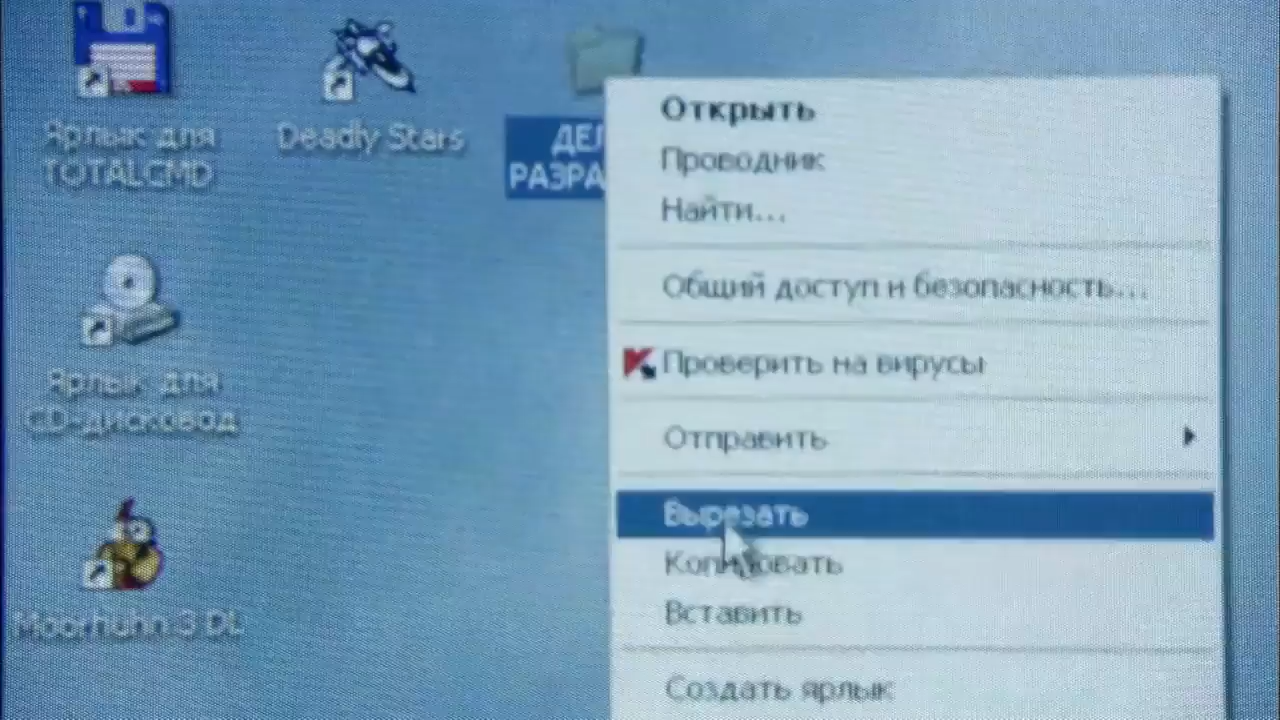 Ярлык для
TOTALCMD
Deadly Stars
ДЕЛ
РАЗРА
Ярлык для
CD-дисковод
Moorhuhn 3 DL
Открыть
Проводник
Найти...
Общий доступ и безопасность...
Проверить на вирусы
Отправить
Вырезать
Копировать
Вставить
Создать ярлык